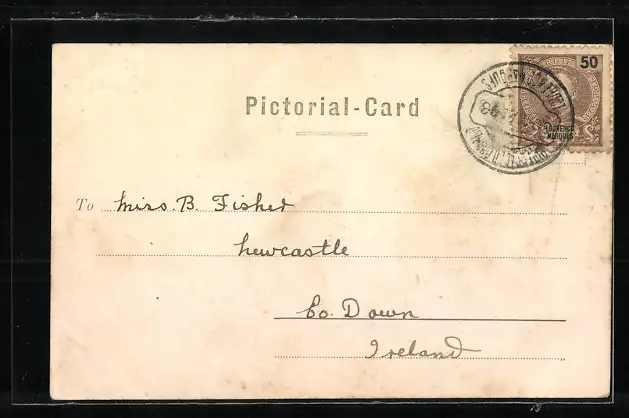 Pictorial-Card
50
LOURENÇO
MARQUES
To Miss. B. Fisher
Newcastle
Co. Down
Ireland